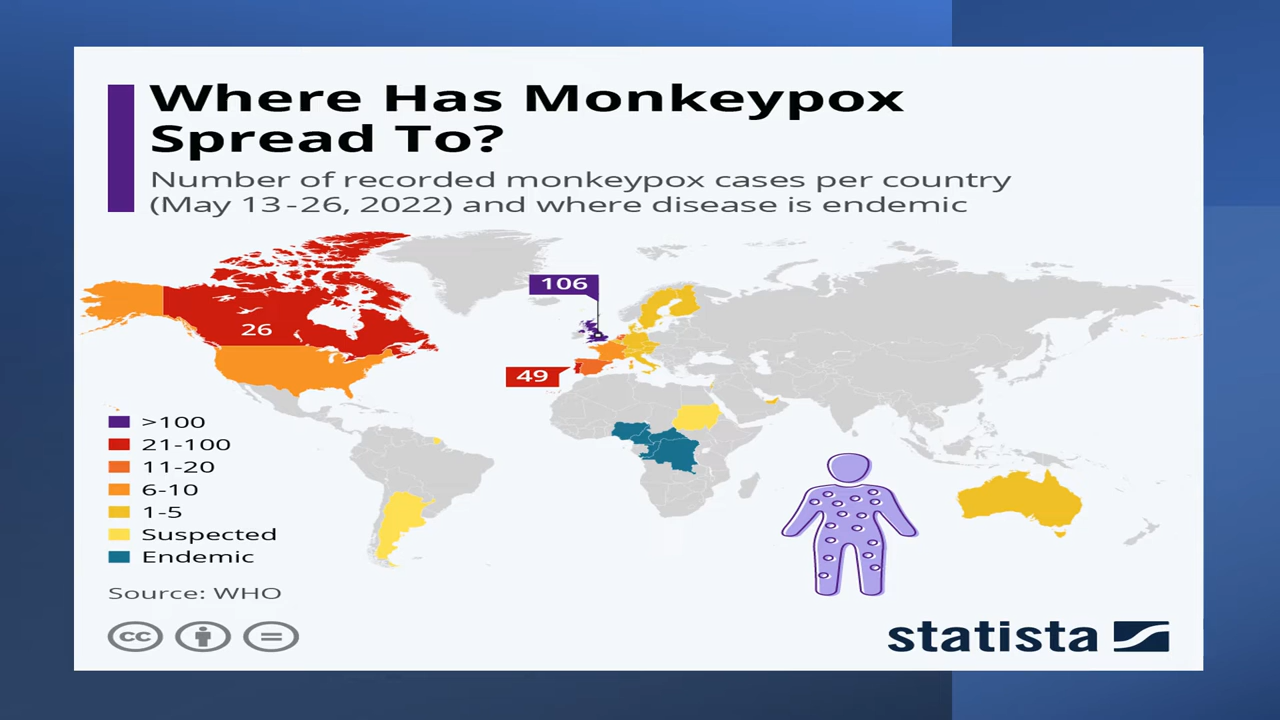 Where Has Monkeypox
Spread To?
Number of recorded monkeypox cases per country
(May 13-26, 2022) and where disease is endemic
106
26
49
>100
21-100
11-20
6-10
1-5
Suspected
Endemic
Source: WHO
cc
statista